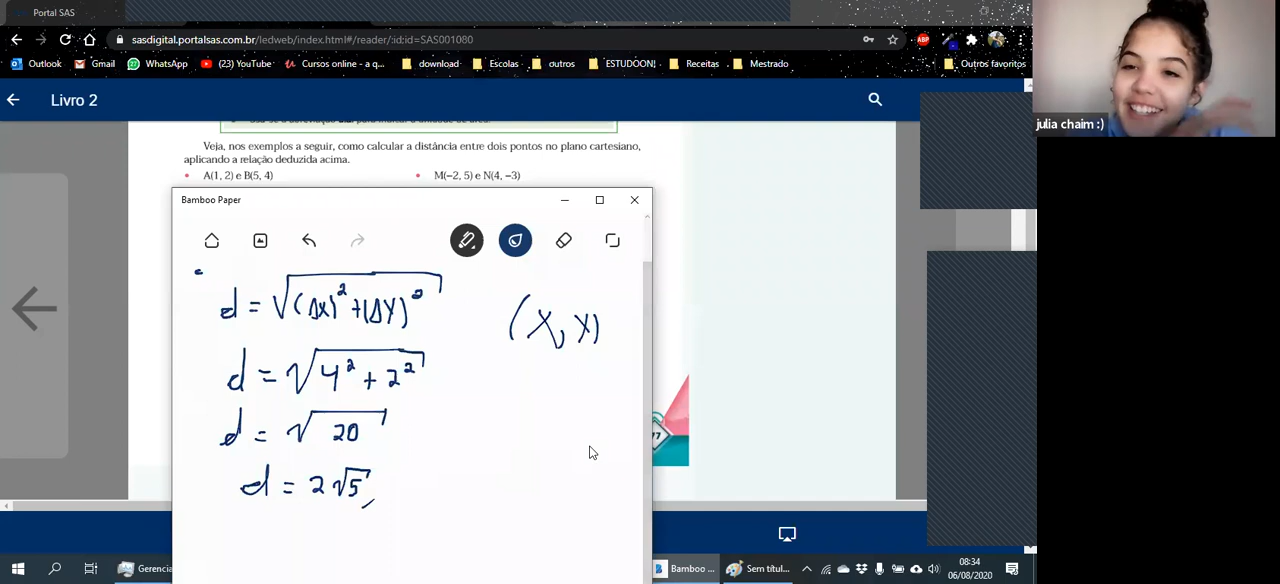 Portal SAS
sasdigital.portalsas.com.br/ledweb/index.html#/reader/:id:id=SAS001080
ABP
Outlook Gmail WhatsApp (23) YouTube Cursos online - a q... download Escolas outros ESTUDOON! Receitas Mestrado Outros favoritos
Livro 2
julia chaim :)
Veja, nos exemplos a seguir, como calcular a distância entre dois pontos no plano cartesiano,
aplicando a relação deduzida acima.
• A(1, 2) e B(5, 4) • M(−2, 5) e N(4, −3)
Bamboo Paper
d = √(Δx)² + (Δy)²
(x, x)
d = √4² + 2²
d = √20
77
d = 2√5
Gerencia
Bamboo ...
Sem títul...
08:34
06/08/2020